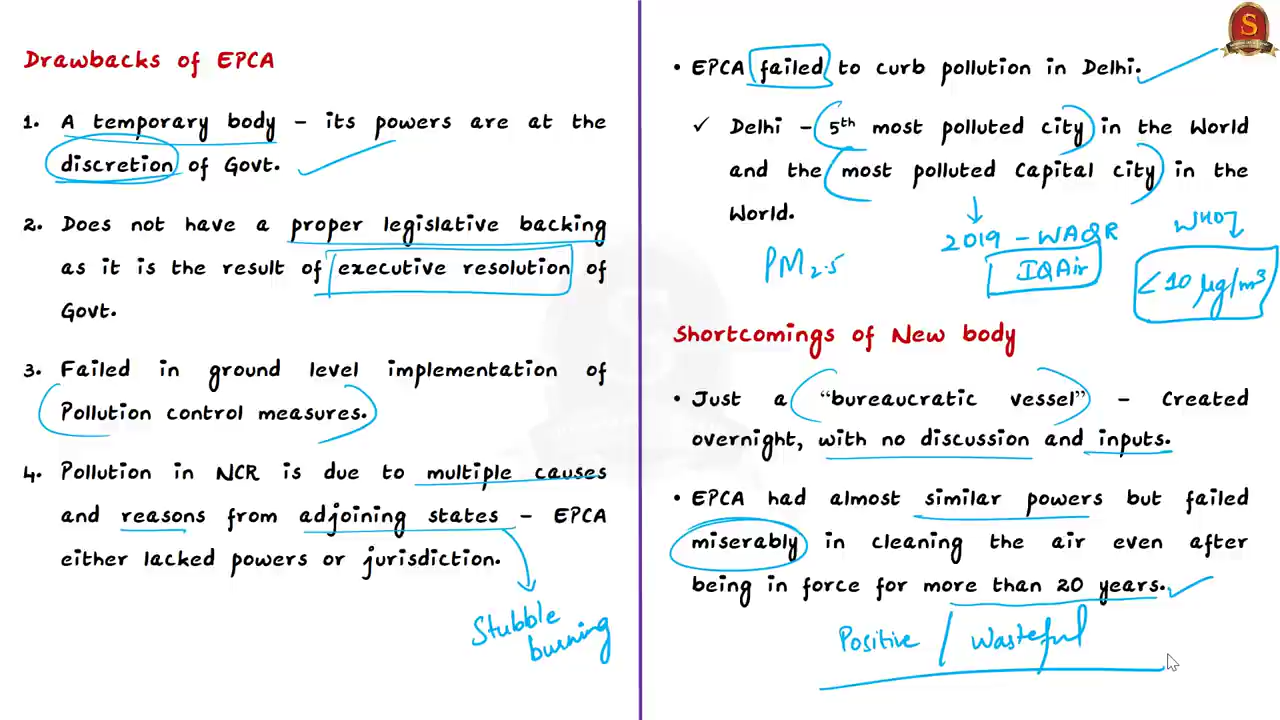 Drawbacks of EPCA
1. A temporary body – its powers are at the
discretion of Govt.
2. Does not have a proper legislative backing
as it is the result of executive resolution of
Govt.
3. Failed in ground level implementation of
Pollution control measures.
4. Pollution in NCR is due to multiple causes
and reasons from adjoining states – EPCA
either lacked powers or jurisdiction.
Stubble
burning
• EPCA failed to curb pollution in Delhi.
✓ Delhi – 5th most polluted city in the World
and the most polluted Capital city in the
World.
2019 – WAQR
IQAir
PM2.5
WHO
<10 µg/m³
Shortcomings of New body
• Just a “bureaucratic vessel” – Created
overnight, with no discussion and inputs.
• EPCA had almost similar powers but failed
miserably in cleaning the air even after
being in force for more than 20 years.
Positive / Wasteful
S